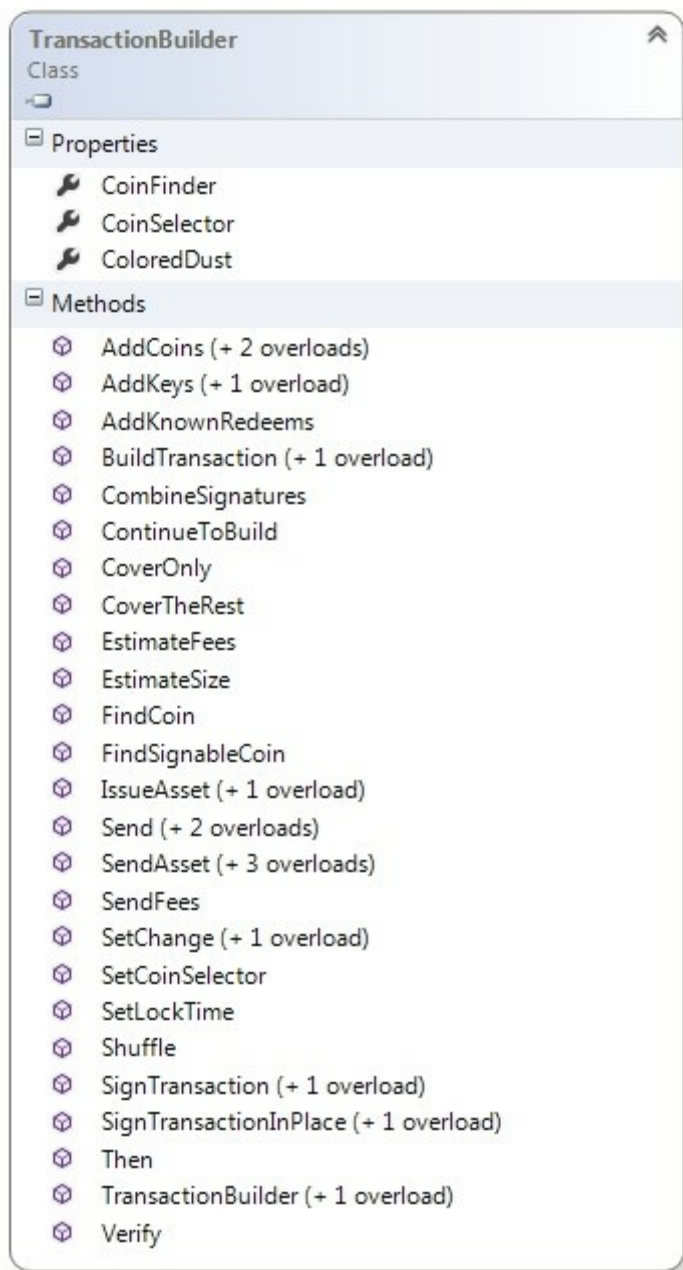 TransactionBuilder
Class
Properties
CoinFinder
CoinSelector
ColoredDust
Methods
AddCoins (+ 2 overloads)
AddKeys (+ 1 overload)
AddKnownRedeems
BuildTransaction (+ 1 overload)
CombineSignatures
ContinueToBuild
CoverOnly
CoverTheRest
EstimateFees
EstimateSize
FindCoin
FindSignableCoin
IssueAsset (+ 1 overload)
Send (+ 2 overloads)
SendAsset (+ 3 overloads)
SendFees
SetChange (+ 1 overload)
SetCoinSelector
SetLockTime
Shuffle
SignTransaction (+ 1 overload)
SignTransactionInPlace (+ 1 overload)
Then
TransactionBuilder (+ 1 overload)
Verify